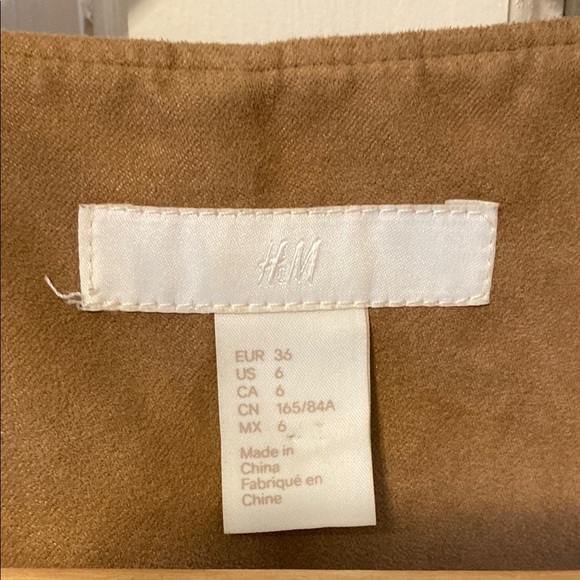 H&M
EUR 36
US 6
CA 6
CN 165/84A
MX 6
Made in
China
Fabriqué en
Chine